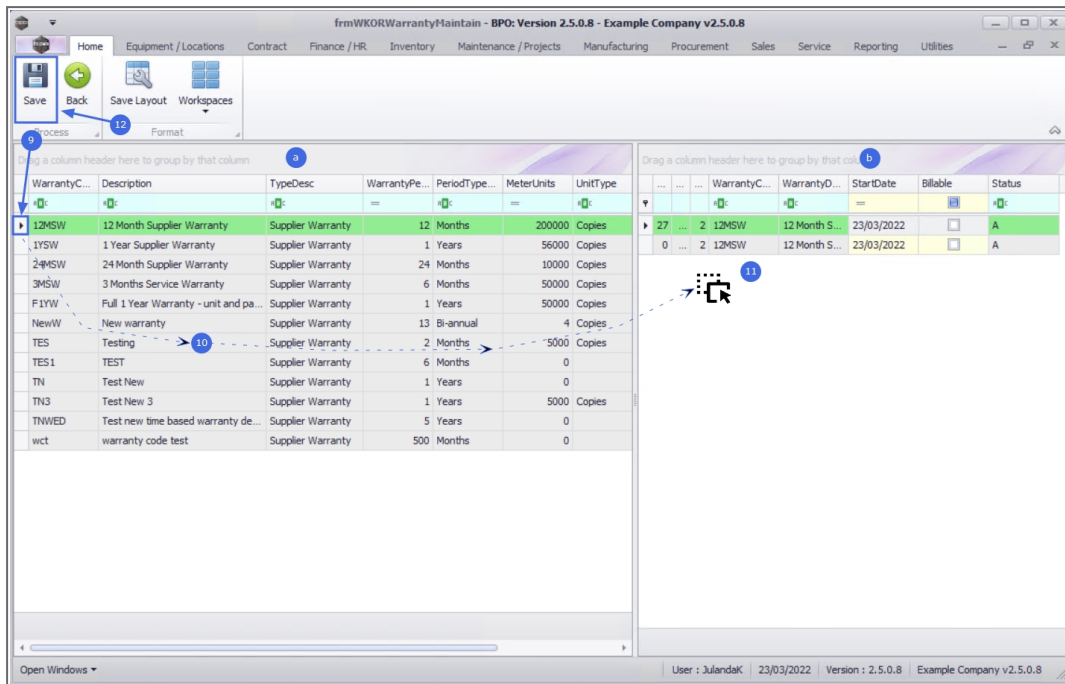 frmWKORWarrantyMaintain - BPO: Version 2.5.0.8 - Example Company v2.5.0.8
Home Equipment / Locations Contract Finance / HR Inventory Maintenance / Projects Manufacturing Procurement Sales Service Reporting Utilities
Save Back Save Layout Workspaces
12
Process Format
9
Drag a column header here to group by that column a
WarrantyC... Description TypeDesc WarrantyPe... PeriodType... MeterUnits UnitType
= =
12MSW 12 Month Supplier Warranty Supplier Warranty 12 Months 200000 Copies
1YSW 1 Year Supplier Warranty Supplier Warranty 1 Years 56000 Copies
24MSW 24 Month Supplier Warranty Supplier Warranty 24 Months 10000 Copies
3MSW 3 Months Service Warranty Supplier Warranty 6 Months 50000 Copies
F1YW Full 1 Year Warranty - unit and pa... Supplier Warranty 1 Years 50000 Copies
NewW New warranty Supplier Warranty 13 Bi-annual 4 Copies
TES Testing 10 Supplier Warranty 2 Months 5000 Copies
TES1 TEST Supplier Warranty 6 Months 0
TN Test New Supplier Warranty 1 Years 0
TN3 Test New 3 Supplier Warranty 1 Years 5000 Copies
TNWED Test new time based warranty de... Supplier Warranty 5 Years 0
wct warranty code test Supplier Warranty 500 Months 0
Drag a column header here to group by that b
... ... ... WarrantyC... WarrantyD... StartDate Billable Status
=
27 ... 2 12MSW 12 Month S... 23/03/2022 A
0 ... 2 12MSW 12 Month S... 23/03/2022 A
11
Open Windows User : JulandaK 23/03/2022 Version : 2.5.0.8 Example Company v2.5.0.8